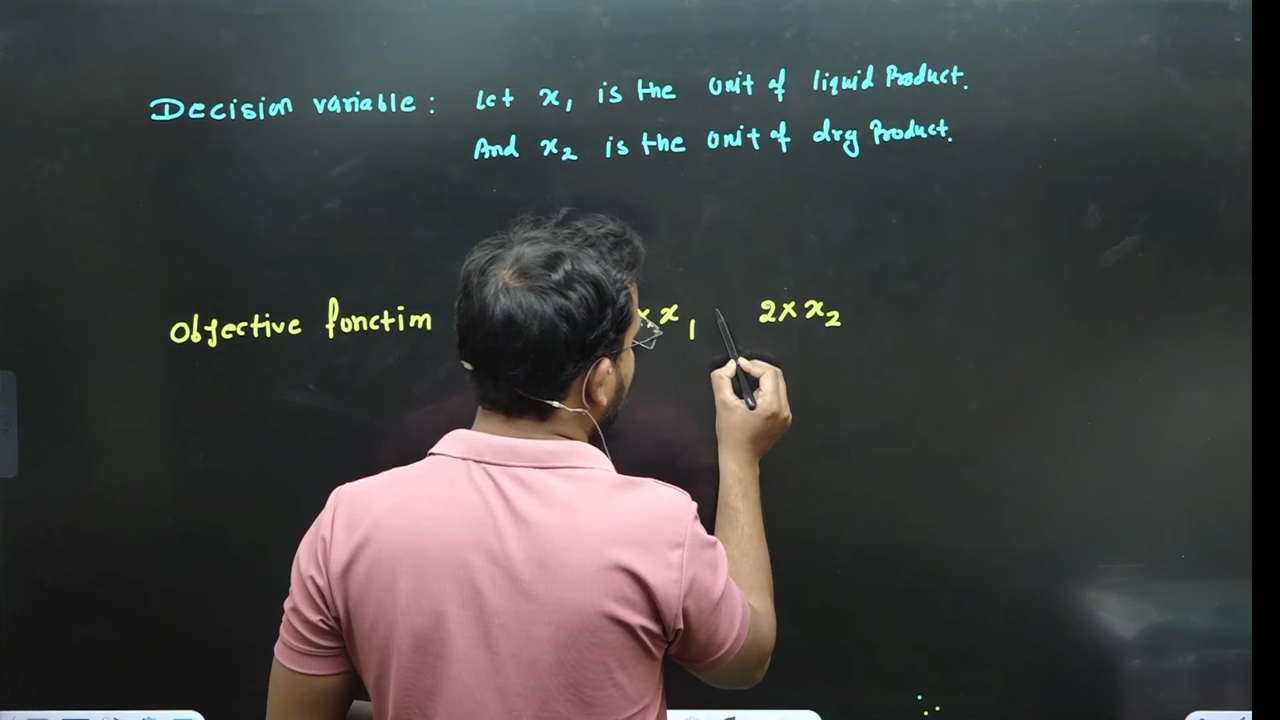 Decision variable : Let x₁ is the unit of liquid Product.
And x₂ is the unit of dry Product.
Objective function × x₁ 2 × x₂